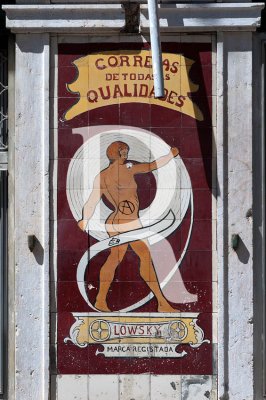 CORREIAS
DE TODAS AS
QUALIDADES
LOWSKY
MARCA REGISTADA